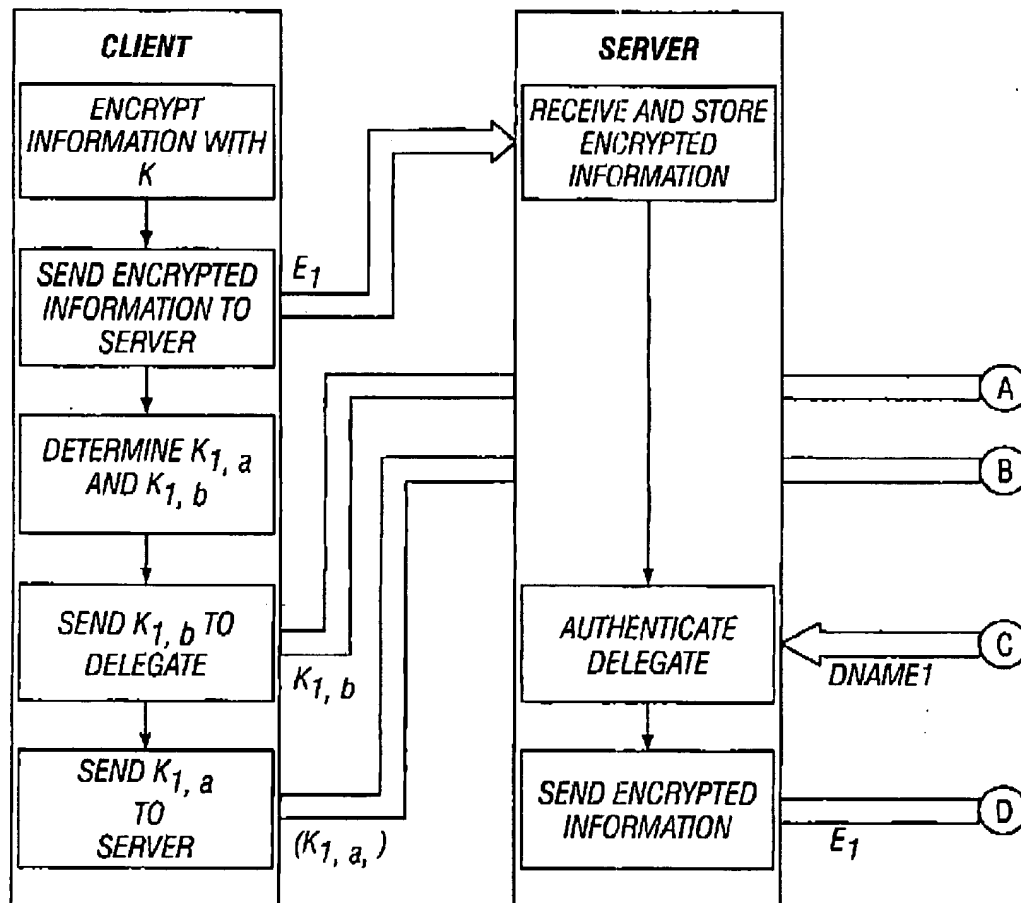 CLIENT
ENCRYPT
INFORMATION WITH
K
SEND ENCRYPTED
INFORMATION TO
SERVER
E1
DETERMINE K1, a
AND K1, b
SEND K1, b TO
DELEGATE
K1, b
SEND K1, a
TO
SERVER
(K1, a, )
SERVER
RECEIVE AND STORE
ENCRYPTED
INFORMATION
AUTHENTICATE
DELEGATE
SEND ENCRYPTED
INFORMATION
A
B
C
DNAME1
D
E1